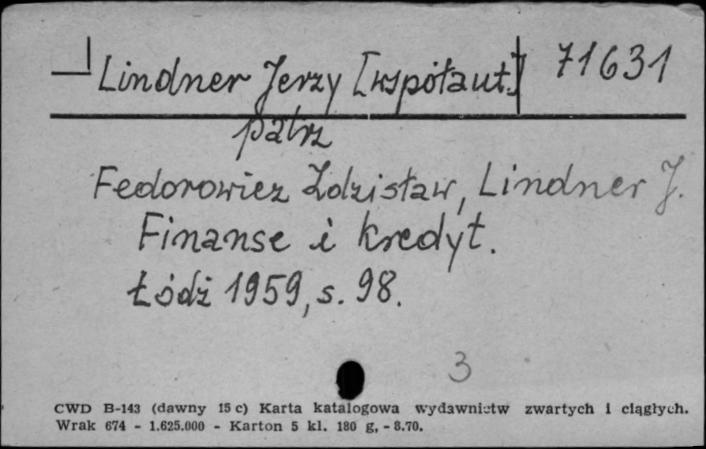 Lindner Jerzy [współaut.] 71631
patrz
Fedorowicz Zdzisław, Lindner J.
Finanse i kredyt.
Łódź 1959, s. 98.
3
CWD B-143 (dawny 15 c) Karta katalogowa wydawnictw zwartych i ciągłych.
Wrak 674 - 1.625.000 - Karton 5 kl. 180 g, - 8.70.